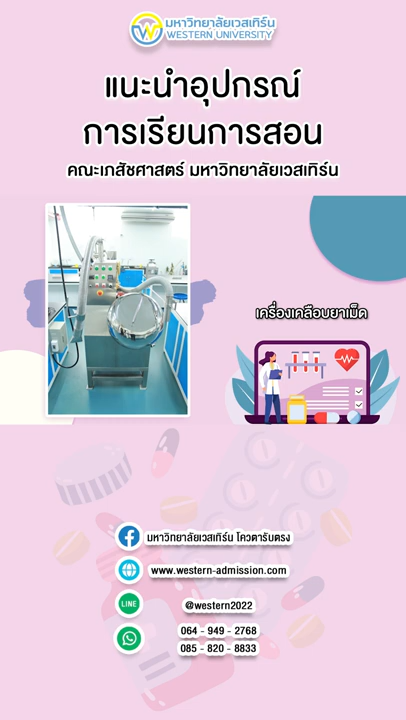 มหาวิทยาลัยเวสเทิร์น
WESTERN UNIVERSITY
แนะนำอุปกรณ์
การเรียนการสอน
คณะเภสัชศาสตร์ มหาวิทยาลัยเวสเทิร์น
เครื่องเคลือบยาเม็ด
มหาวิทยาลัยเวสเทิร์น โควตารับตรง
www.western-admission.com
LINE
@western2022
064 - 949 - 2768
085 - 820 - 8833